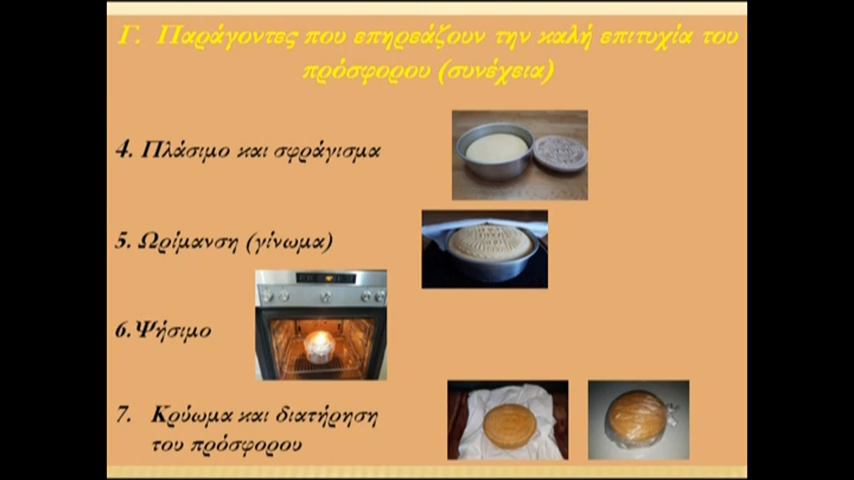 Γ. Παράγοντες που επηρεάζουν την καλή επιτυχία του
πρόσφορου (συνέχεια)
4. Πλάσιμο και σφράγισμα
5. Ωρίμανση (γίνωμα)
6.Ψήσιμο
7. Κρύωμα και διατήρηση
του πρόσφορου